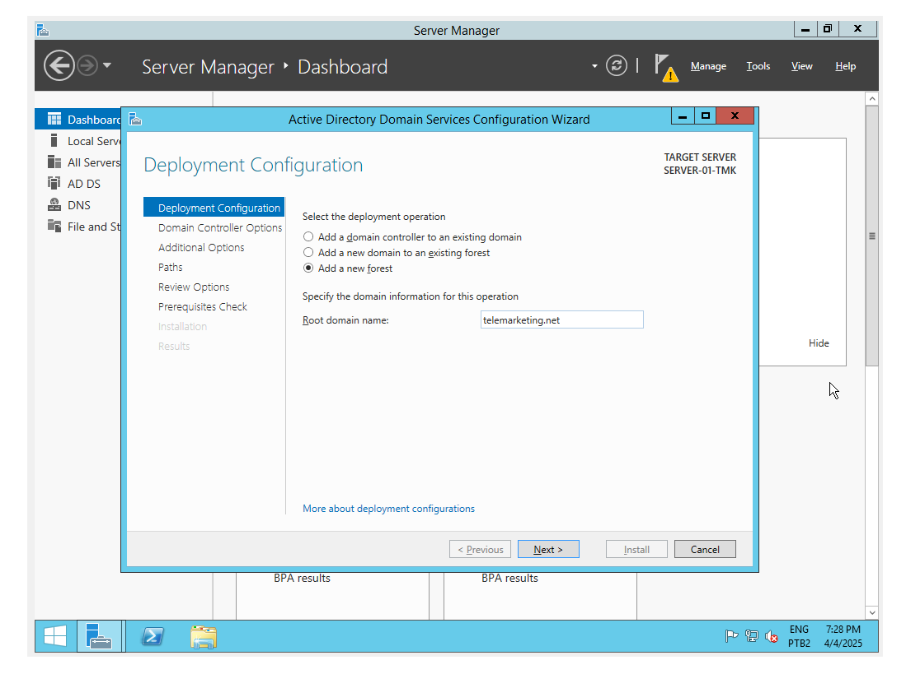 Server Manager
Server Manager ‣ Dashboard
Manage Tools View Help
Dashboard
Local Serve
All Servers
AD DS
DNS
File and St
Active Directory Domain Services Configuration Wizard
Deployment Configuration
TARGET SERVER
SERVER-01-TMK
Deployment Configuration
Domain Controller Options
Additional Options
Paths
Review Options
Prerequisites Check
Installation
Results
Select the deployment operation
Add a domain controller to an existing domain
Add a new domain to an existing forest
Add a new forest
Specify the domain information for this operation
Root domain name: telemarketing.net
More about deployment configurations
< Previous Next > Install Cancel
Hide
BPA results BPA results
ENG 7:28 PM
PTB2 4/4/2025